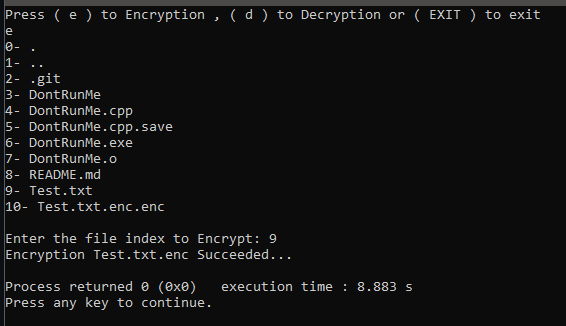 Press ( e ) to Encryption , ( d ) to Decryption or ( EXIT ) to exit
e
0- .
1- ..
2- .git
3- DontRunMe
4- DontRunMe.cpp
5- DontRunMe.cpp.save
6- DontRunMe.exe
7- DontRunMe.o
8- README.md
9- Test.txt
10- Test.txt.enc.enc
Enter the file index to Encrypt: 9
Encryption Test.txt.enc Succeeded...
Process returned 0 (0x0)   execution time : 8.883 s
Press any key to continue.